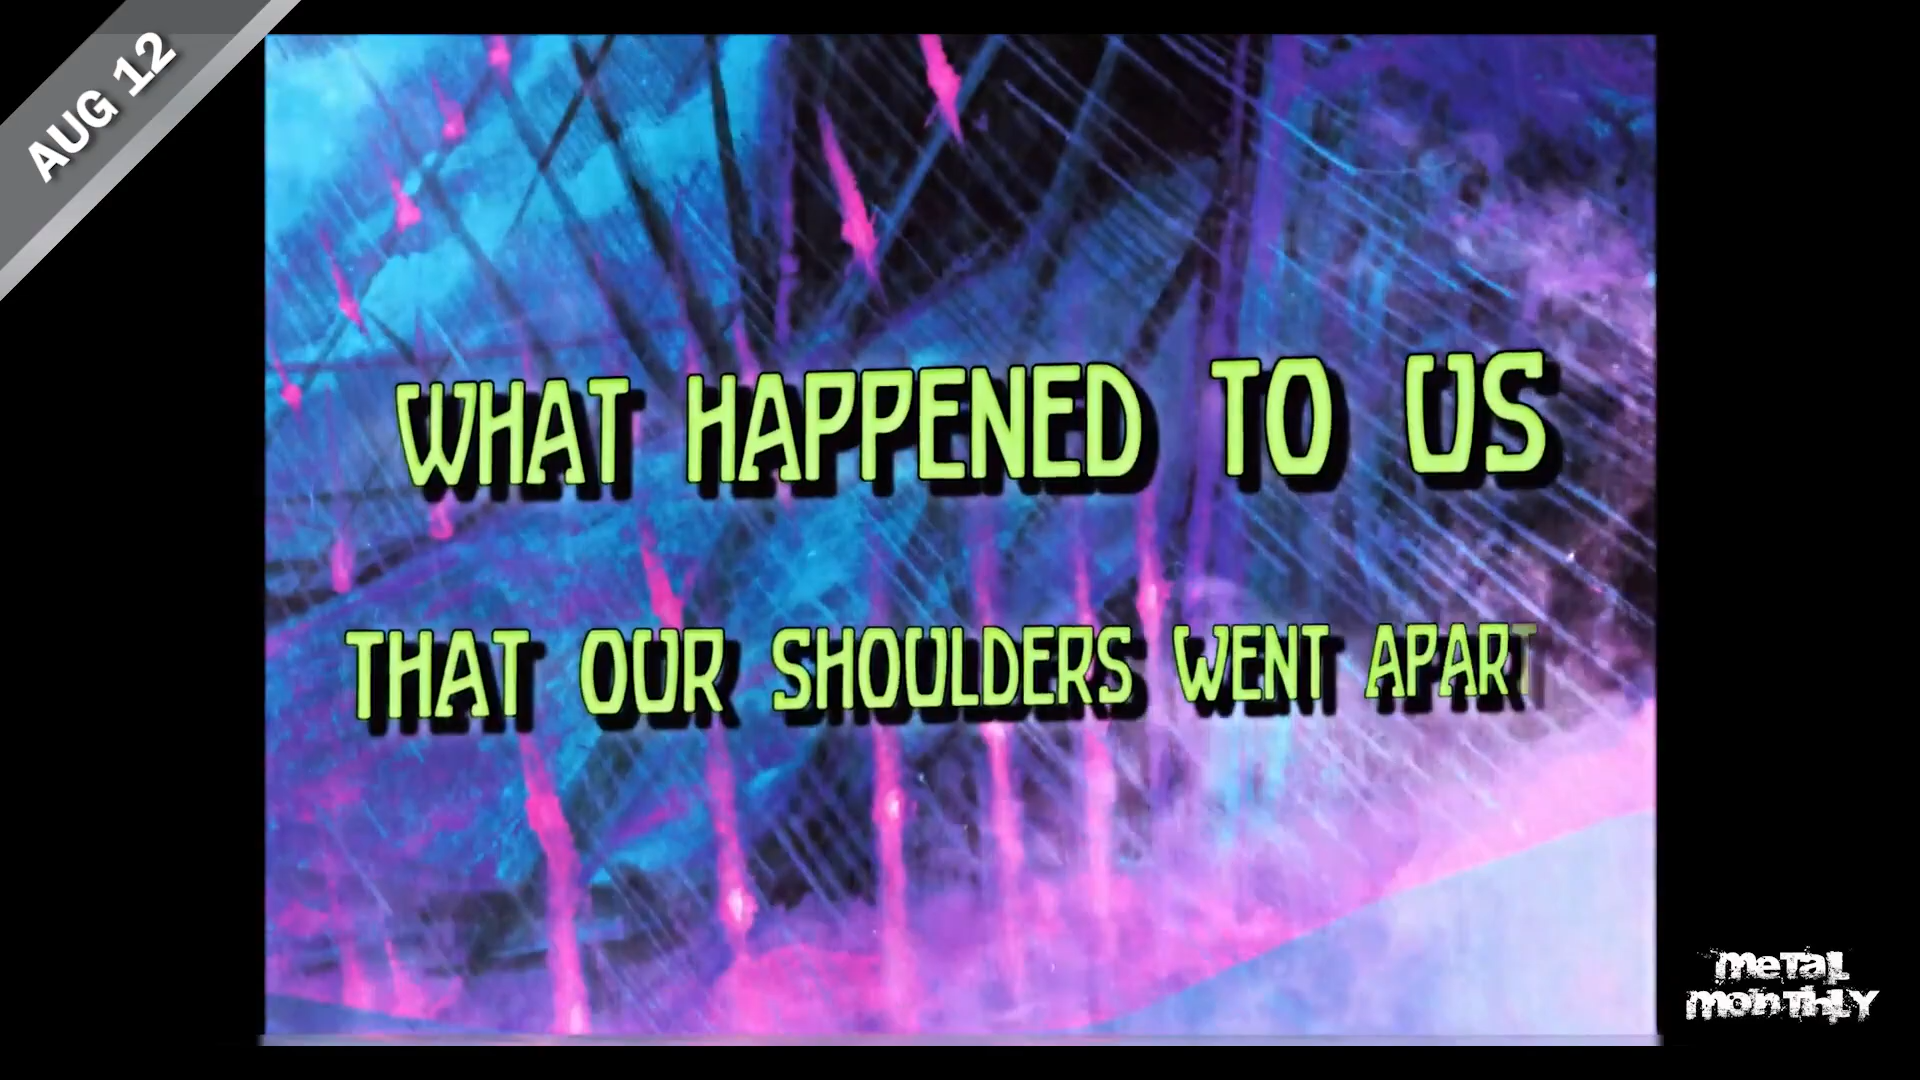 AUG 12
WHAT HAPPENED TO US
THAT OUR SHOULDERS WENT APART
METAL
MONTHLY